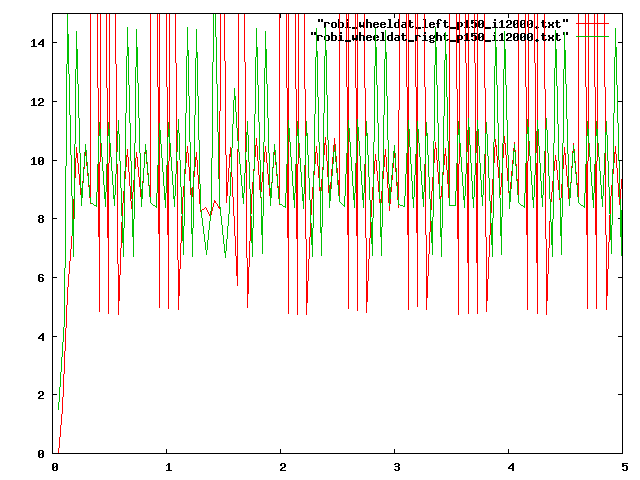 "robi_wheeldat_left_p150_i12000.txt"
"robi_wheeldat_right_p150_i12000.txt"
14
12
10
8
6
4
2
0
0 1 2 3 4 5